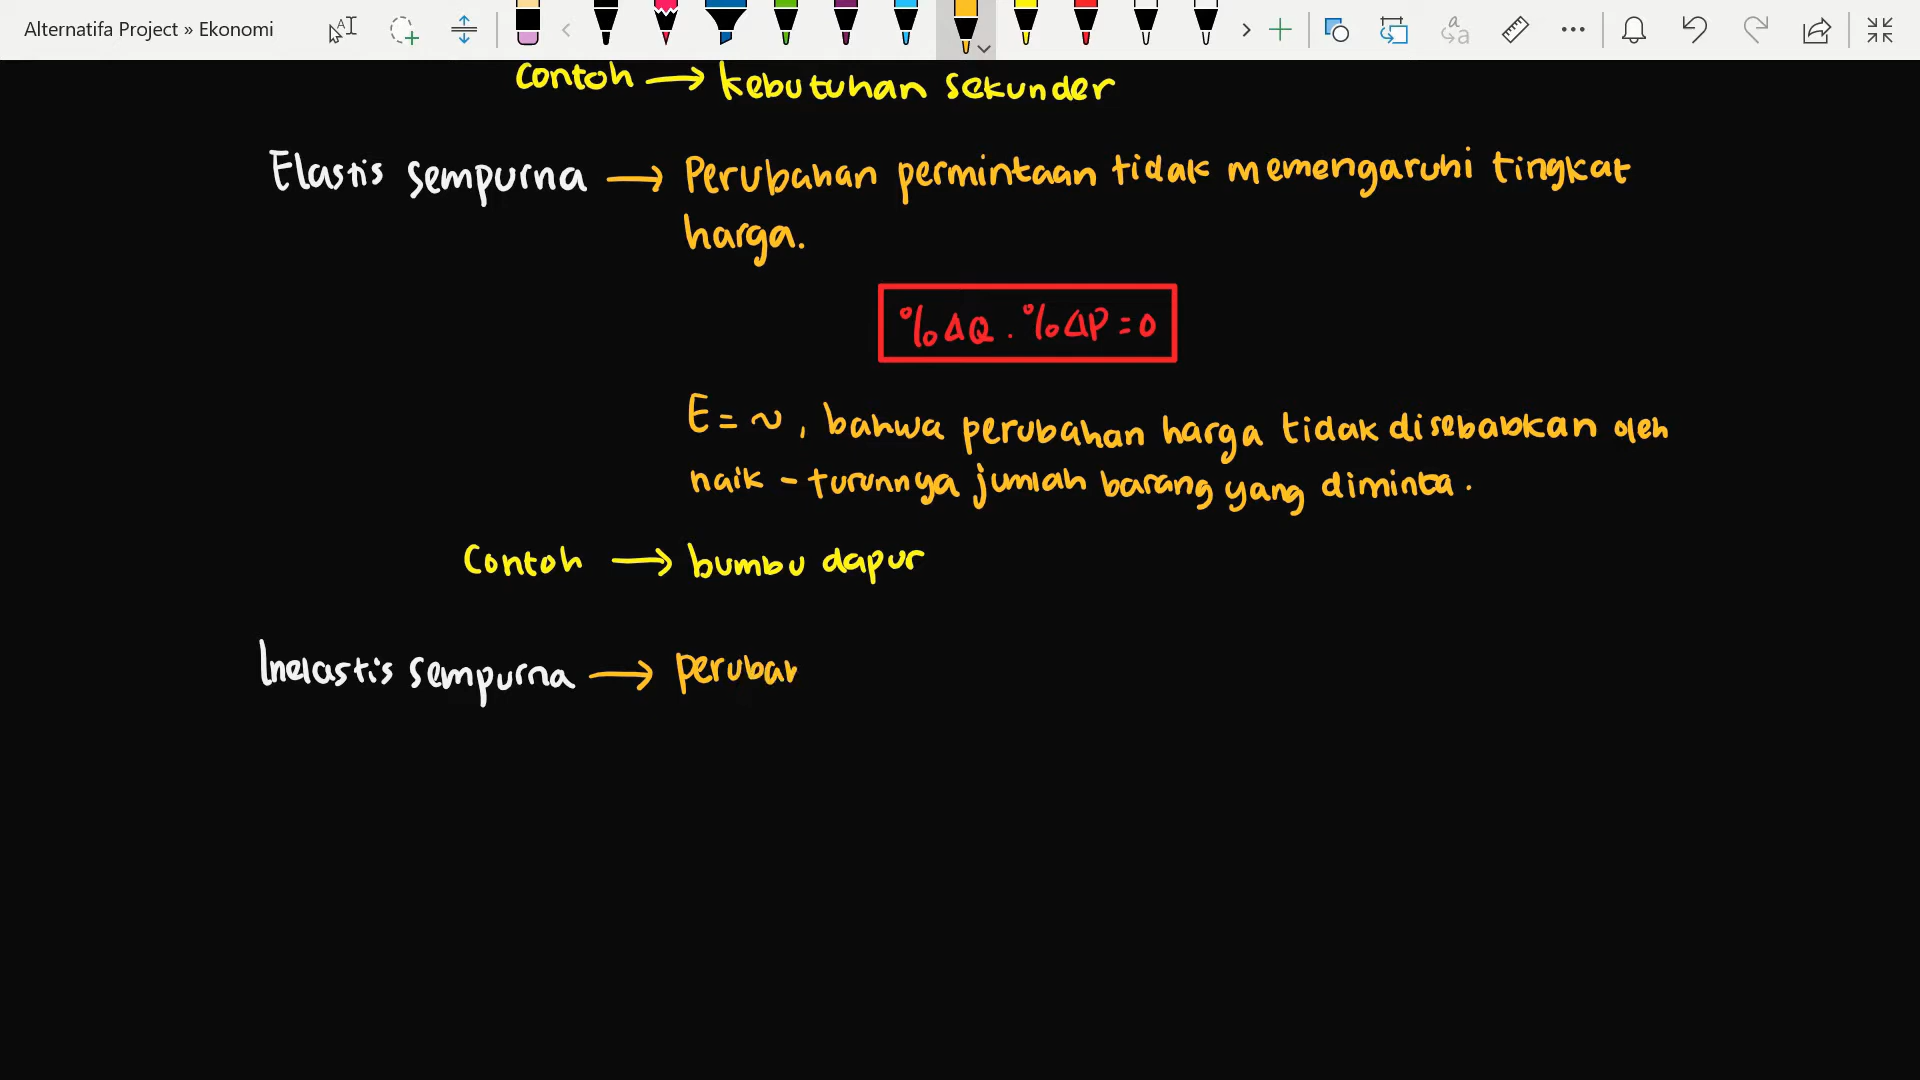 Alternatifa Project » Ekonomi
Contoh → kebutuhan sekunder
Elastis sempurna → Perubahan permintaan tidak memengaruhi tingkat
harga.
%ΔQ . %ΔP = 0
E = ~, bahwa perubahan harga tidak disebabkan oleh
naik - turunnya jumlah barang yang diminta.
Contoh → bumbu dapur
Inelastis sempurna → perubah